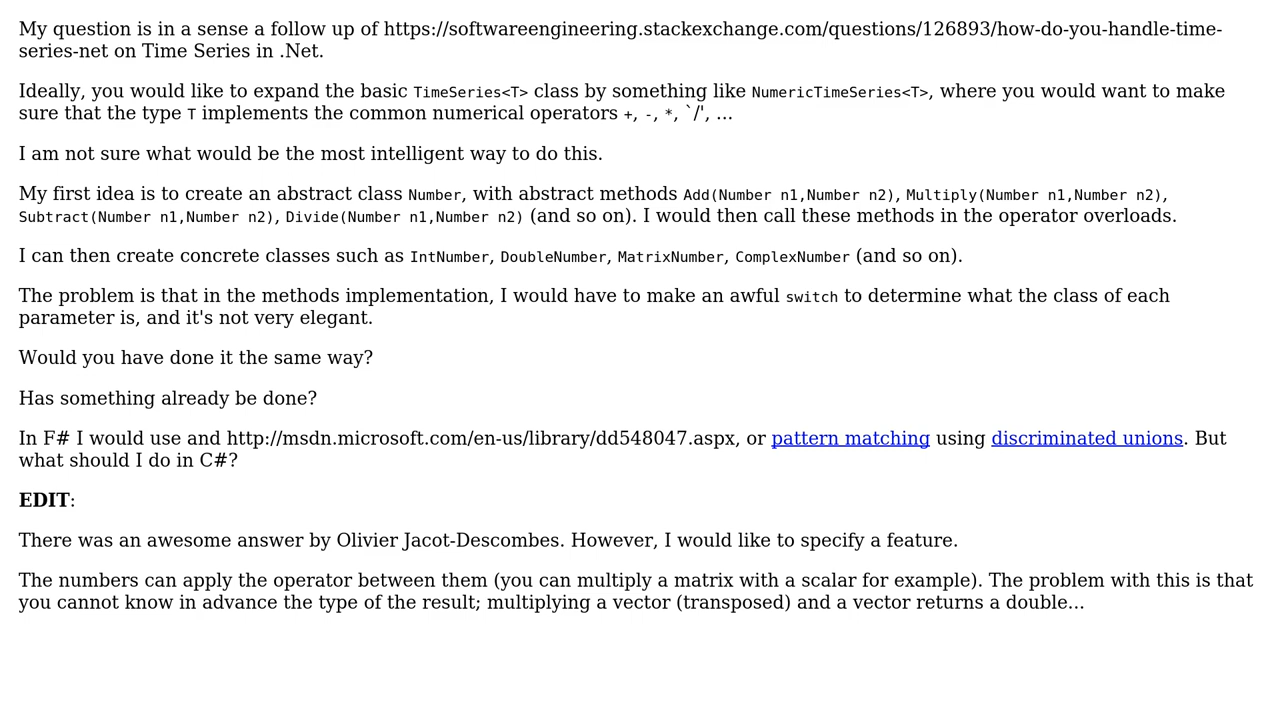 My question is in a sense a follow up of https://softwareengineering.stackexchange.com/questions/126893/how-do-you-handle-time-
series-net on Time Series in .Net.
Ideally, you would like to expand the basic TimeSeries<T> class by something like NumericTimeSeries<T>, where you would want to make
sure that the type T implements the common numerical operators +, -, *, `/', ...
I am not sure what would be the most intelligent way to do this.
My first idea is to create an abstract class Number, with abstract methods Add(Number n1,Number n2), Multiply(Number n1,Number n2),
Subtract(Number n1,Number n2), Divide(Number n1,Number n2) (and so on). I would then call these methods in the operator overloads.
I can then create concrete classes such as IntNumber, DoubleNumber, MatrixNumber, ComplexNumber (and so on).
The problem is that in the methods implementation, I would have to make an awful switch to determine what the class of each
parameter is, and it's not very elegant.
Would you have done it the same way?
Has something already be done?
In F# I would use and http://msdn.microsoft.com/en-us/library/dd548047.aspx, or pattern matching using discriminated unions. But
what should I do in C#?
EDIT:
There was an awesome answer by Olivier Jacot-Descombes. However, I would like to specify a feature.
The numbers can apply the operator between them (you can multiply a matrix with a scalar for example). The problem with this is that
you cannot know in advance the type of the result; multiplying a vector (transposed) and a vector returns a double...